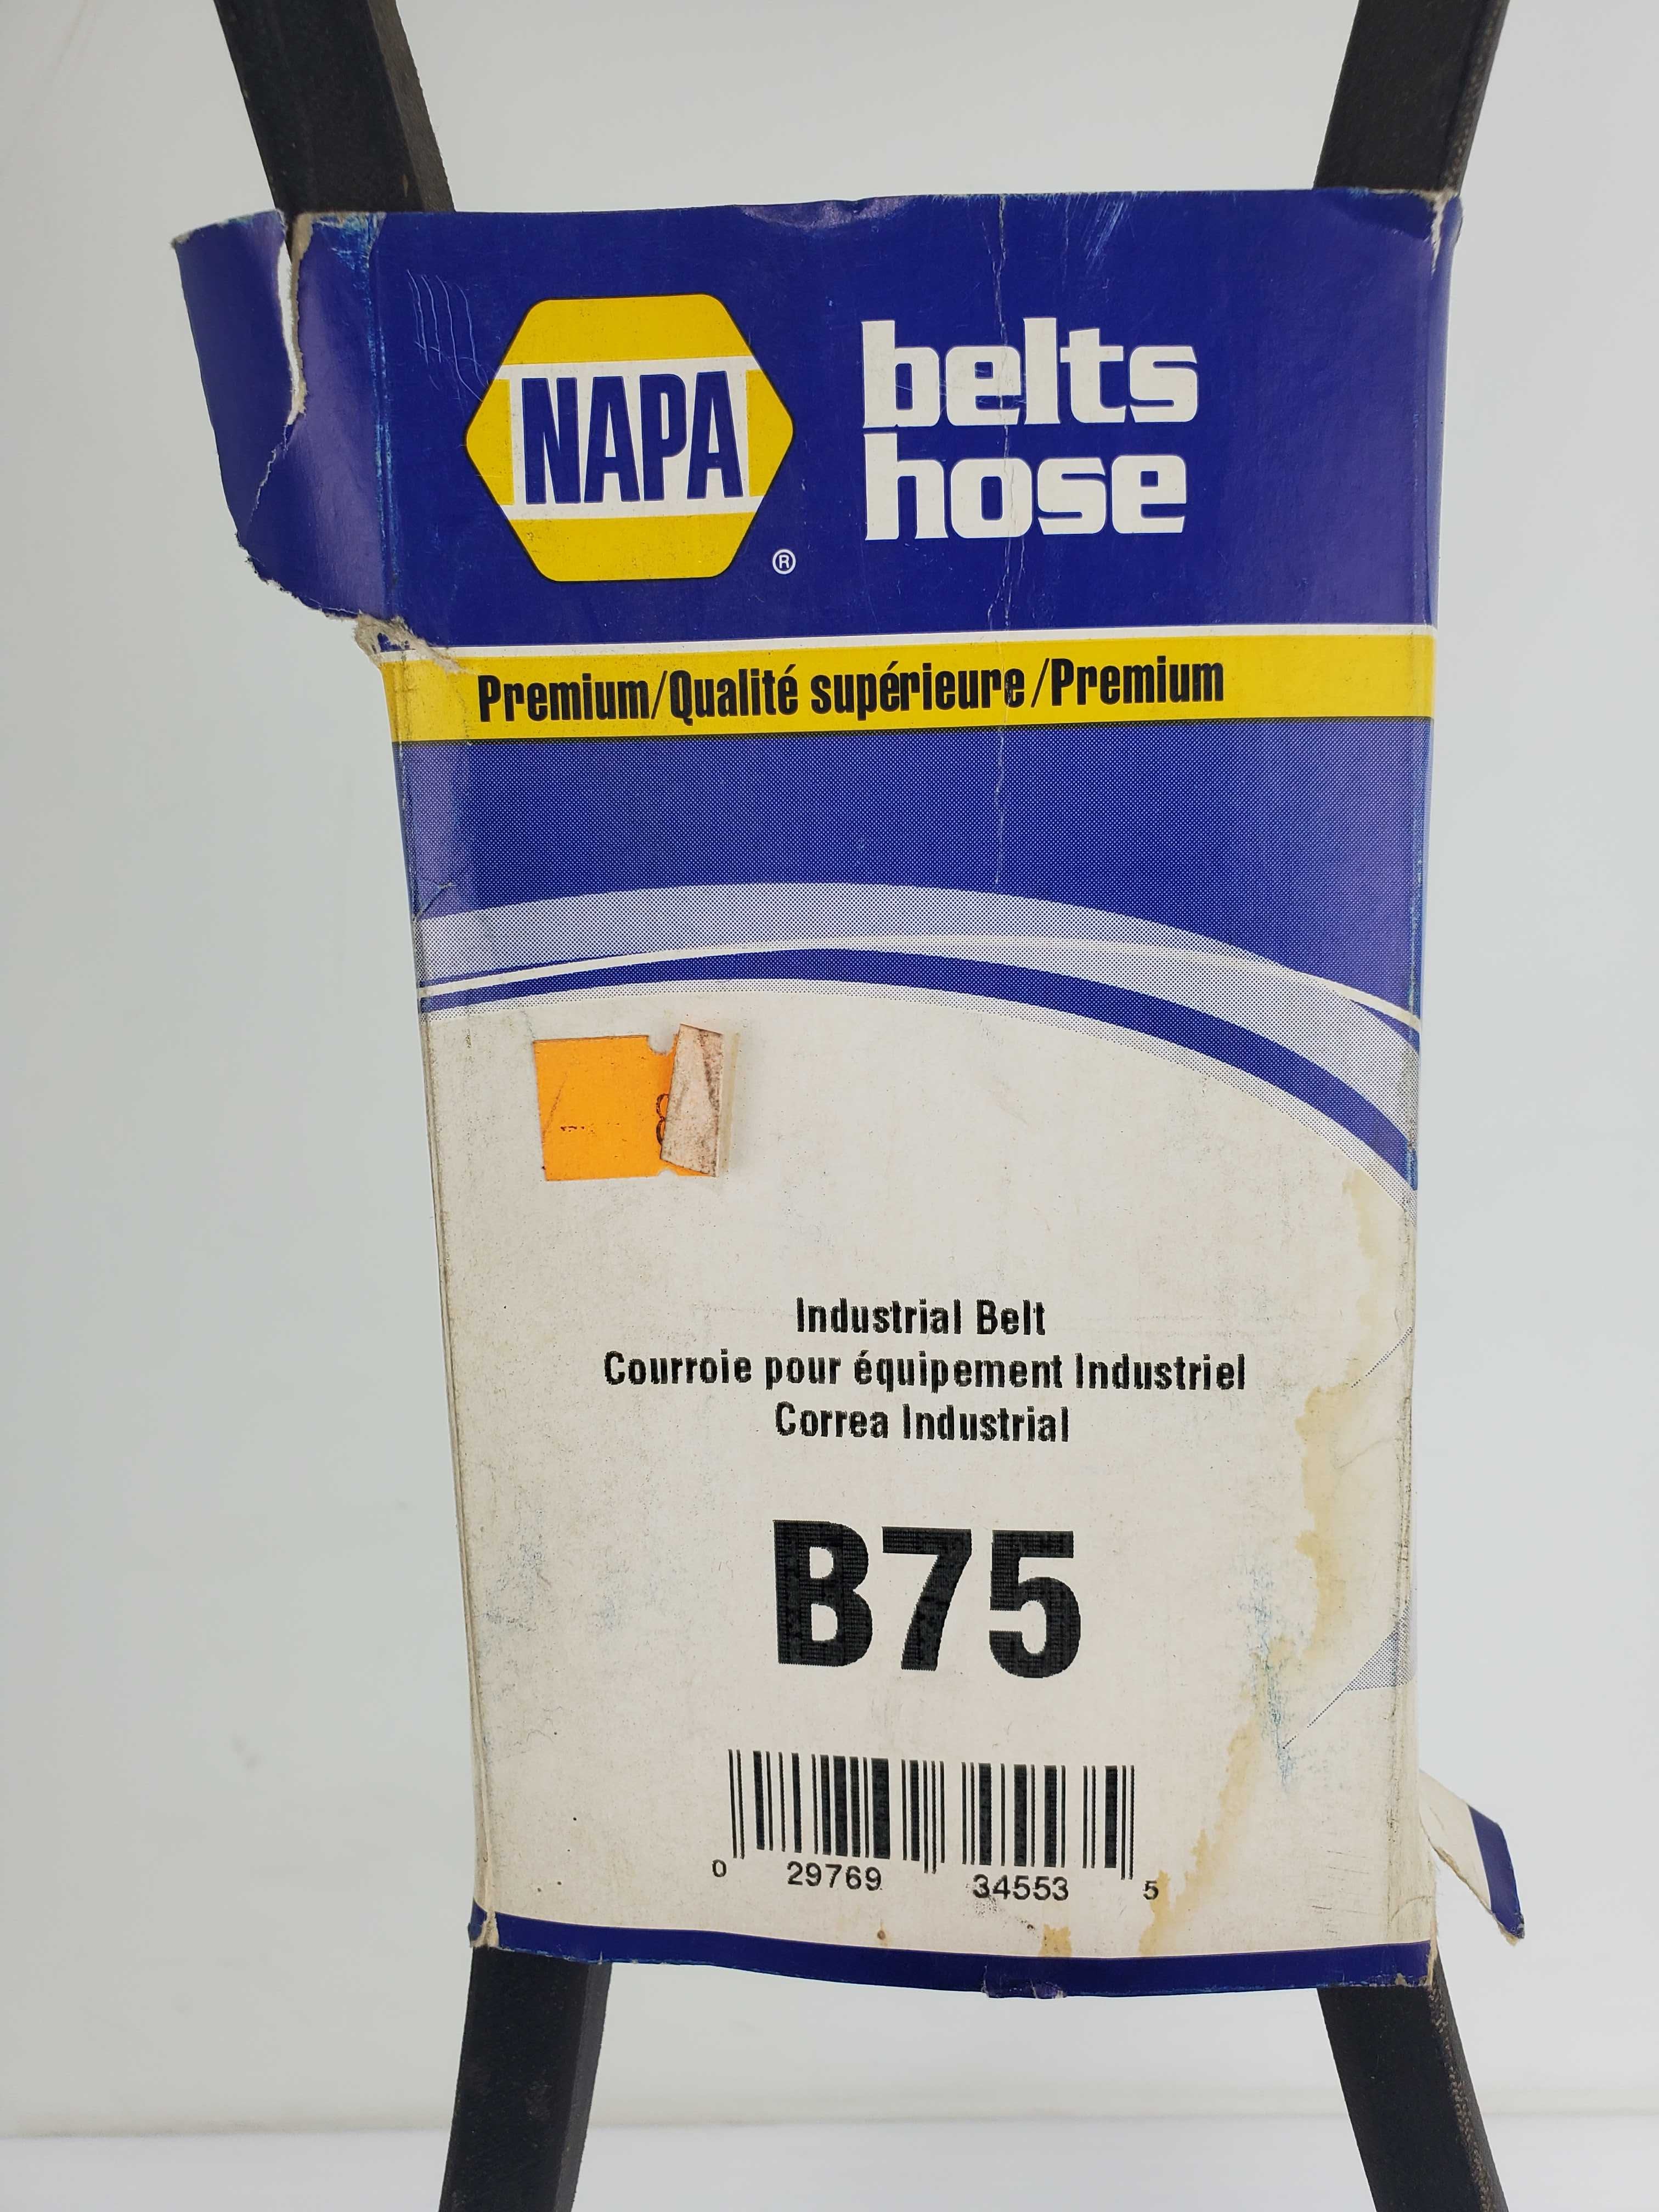 NAPA
®
belts
hose
Premium/Qualité supérieure/Premium
Industrial Belt
Courroie pour équipement Industriel
Correa Industrial
B75
0 29769 34553 5